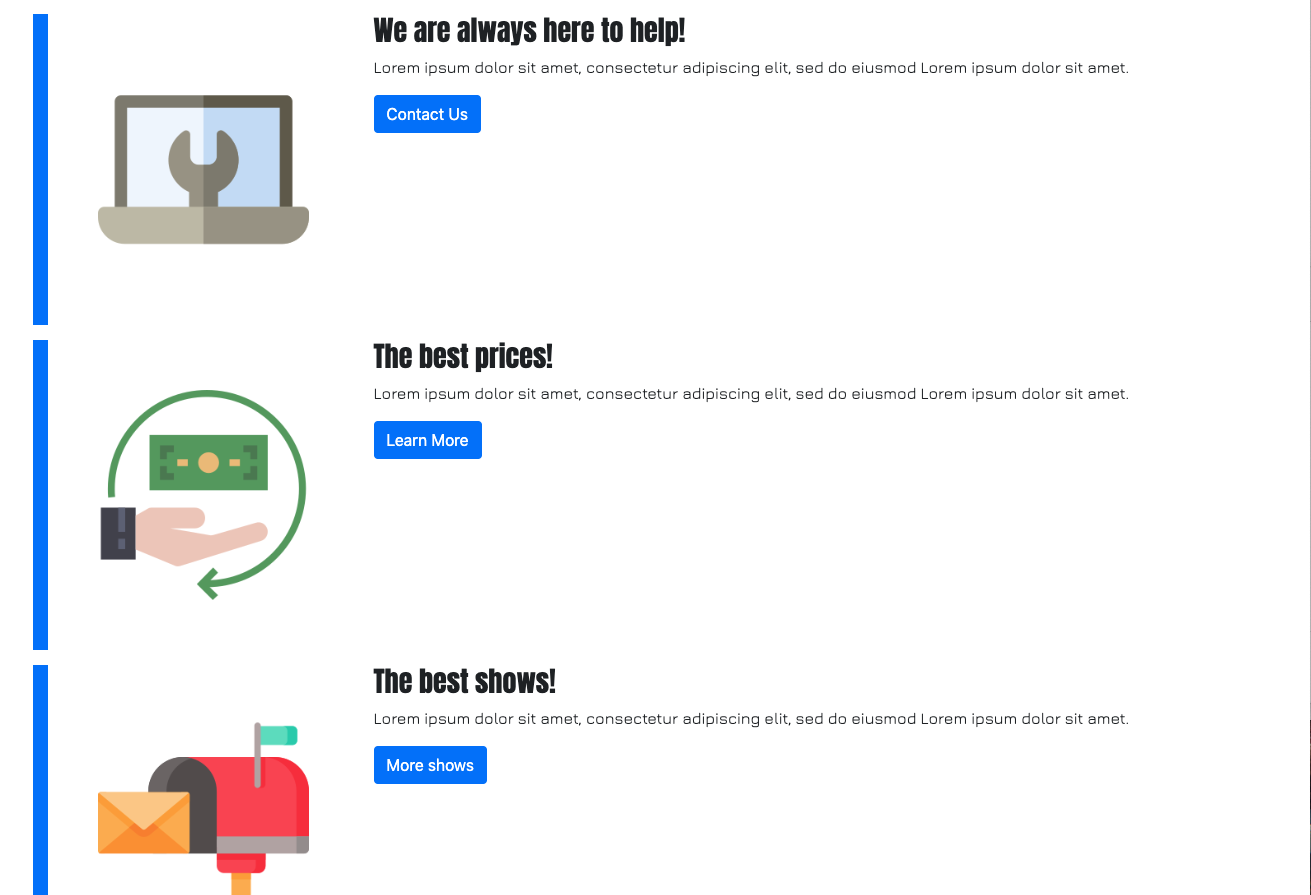 We are always here to help!
Lorem ipsum dolor sit amet, consectetur adipiscing elit, sed do eiusmod Lorem ipsum dolor sit amet.
Contact Us
The best prices!
Lorem ipsum dolor sit amet, consectetur adipiscing elit, sed do eiusmod Lorem ipsum dolor sit amet.
Learn More
The best shows!
Lorem ipsum dolor sit amet, consectetur adipiscing elit, sed do eiusmod Lorem ipsum dolor sit amet.
More shows